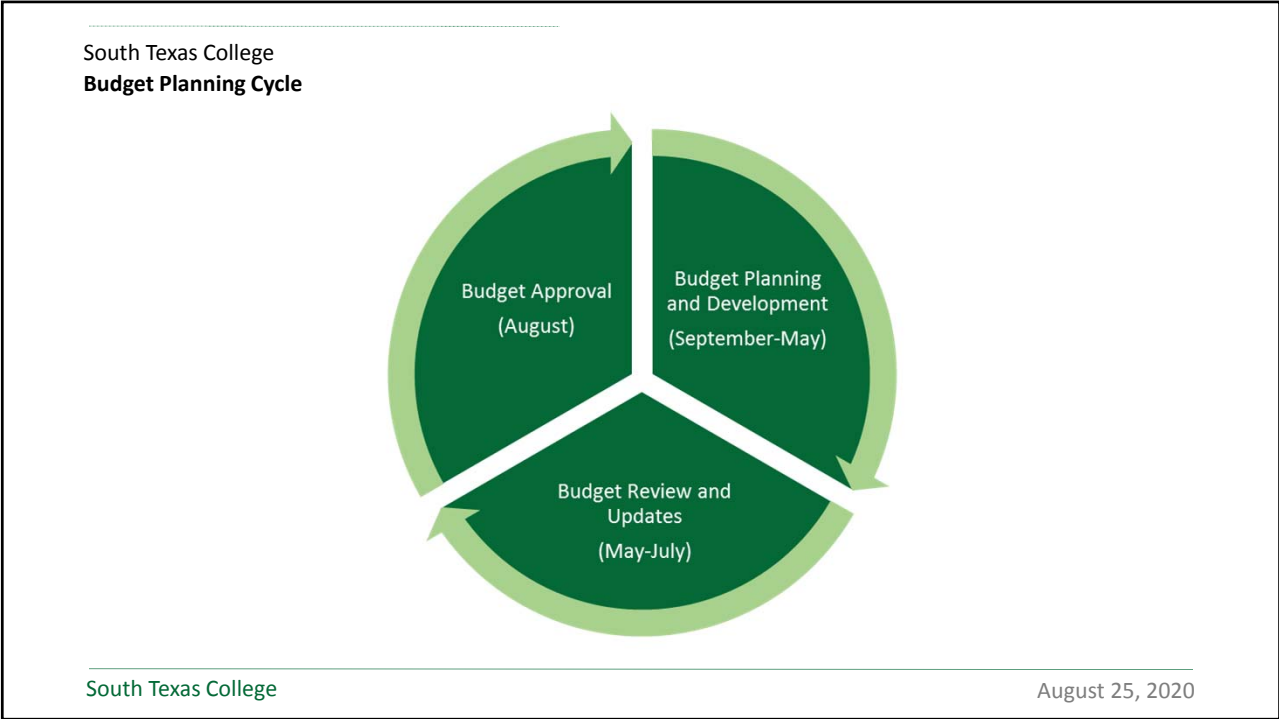 South Texas College
Budget Planning Cycle
Budget Approval
(August)
Budget Planning
and Development
(September-May)
Budget Review and
Updates
(May-July)
South Texas College
August 25, 2020